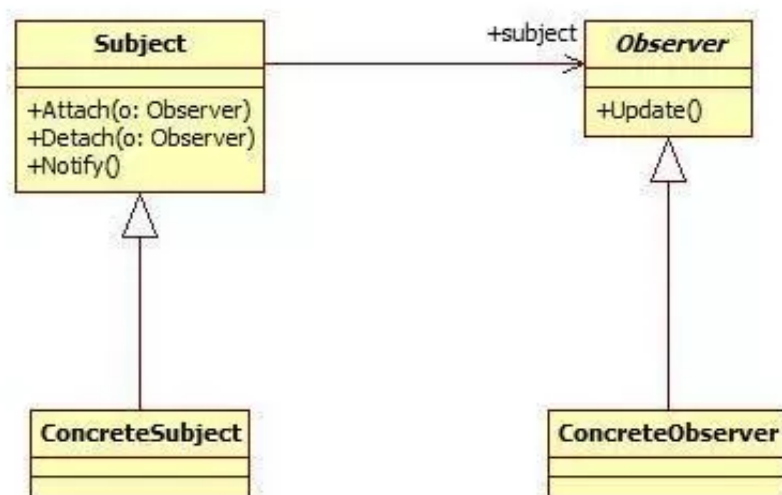 Subject
+Attach(o: Observer)
+Detach(o: Observer)
+Notify()
+subject
Observer
+Update()
ConcreteSubject
ConcreteObserver